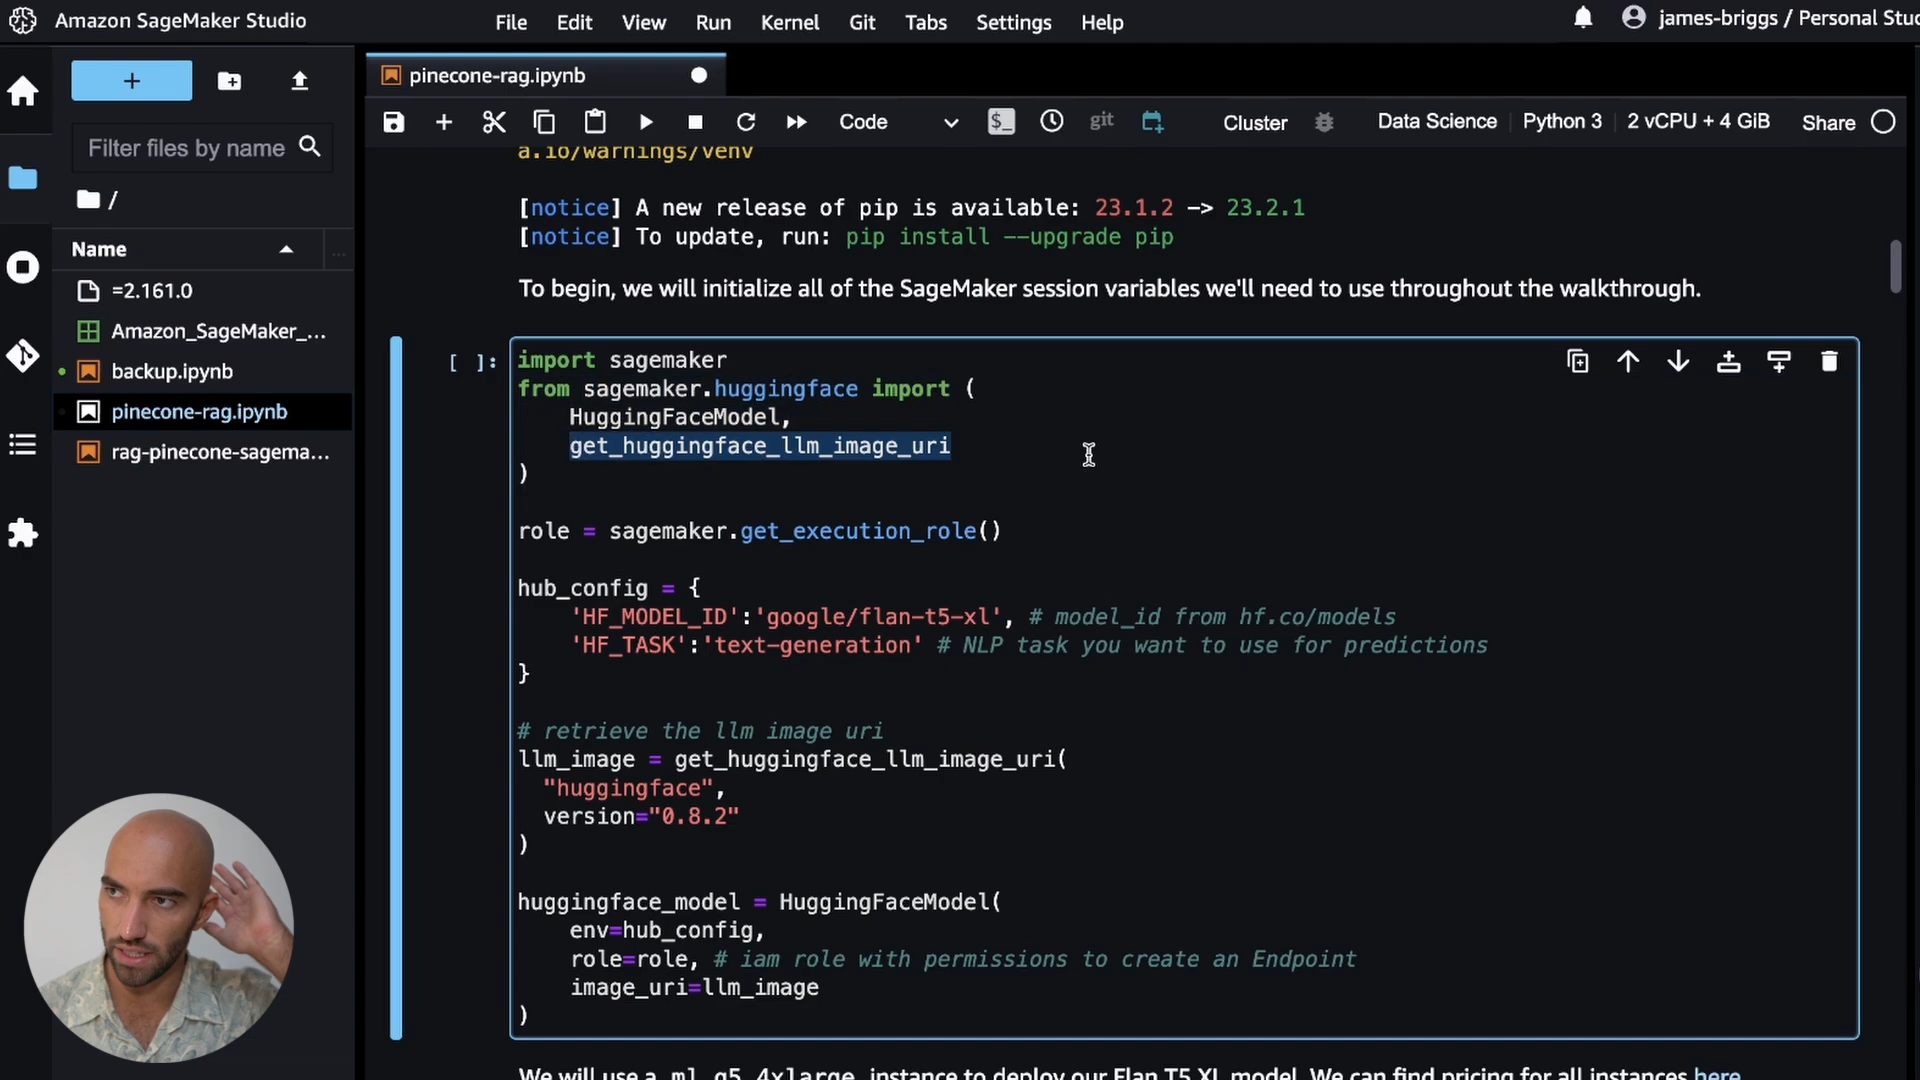 Amazon SageMaker Studio
File Edit View Run Kernel Git Tabs Settings Help
james-briggs / Personal Stu
pinecone-rag.ipynb
Code
git
Cluster
Data Science
Python 3
2 vCPU + 4 GiB
Share
Filter files by name
/
Name
...
=2.161.0
Amazon_SageMaker_...
backup.ipynb
pinecone-rag.ipynb
rag-pinecone-sagema...
a.io/warnings/venv
[notice] A new release of pip is available: 23.1.2 -> 23.2.1
[notice] To update, run: pip install --upgrade pip
To begin, we will initialize all of the SageMaker session variables we'll need to use throughout the walkthrough.
[ ]:
import sagemaker
from sagemaker.huggingface import (
    HuggingFaceModel,
    get_huggingface_llm_image_uri
)
role = sagemaker.get_execution_role()
hub_config = {
    'HF_MODEL_ID':'google/flan-t5-xl', # model_id from hf.co/models
    'HF_TASK':'text-generation' # NLP task you want to use for predictions
}
# retrieve the llm image uri
llm_image = get_huggingface_llm_image_uri(
  "huggingface",
  version="0.8.2"
)
huggingface_model = HuggingFaceModel(
    env=hub_config,
    role=role, # iam role with permissions to create an Endpoint
    image_uri=llm_image
)
We will use a ml.g5.4xlarge instance to deploy our Flan T5 XL model. We can find pricing for all instances here